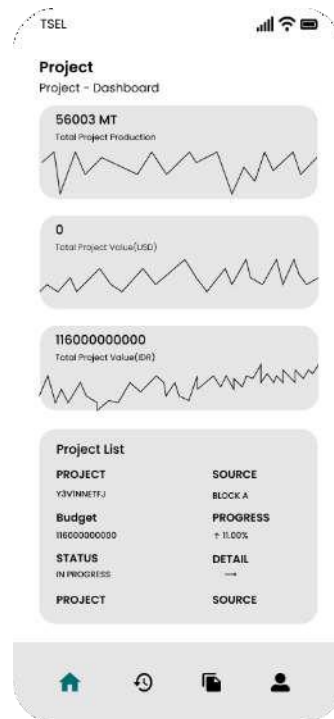 TSEL
Project
Project - Dashboard
56003 MT
Total Project Production
0
Total Project Value(USD)
116000000000
Total Project Value(IDR)
Project List
PROJECT SOURCE
Y3V1NNETFJ BLOCK A
Budget PROGRESS
116000000000 ↑ 11.00%
STATUS DETAIL
IN PROGRESS →
PROJECT SOURCE